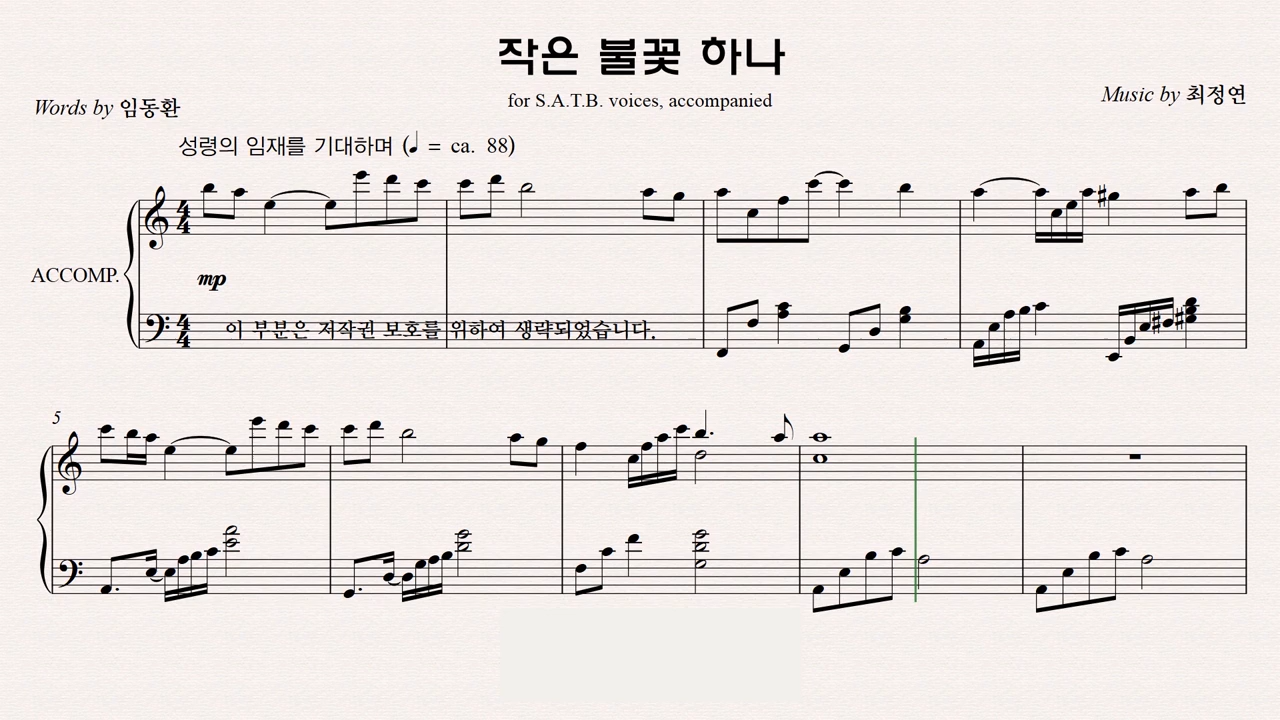 작은 불꽃 하나
for S.A.T.B. voices, accompanied
Words by 임동환
Music by 최정연
성령의 임재를 기대하며 (♩ = ca. 88)
ACCOMP.
mp
이 부분은 저작권 보호를 위하여 생략되었습니다.
5